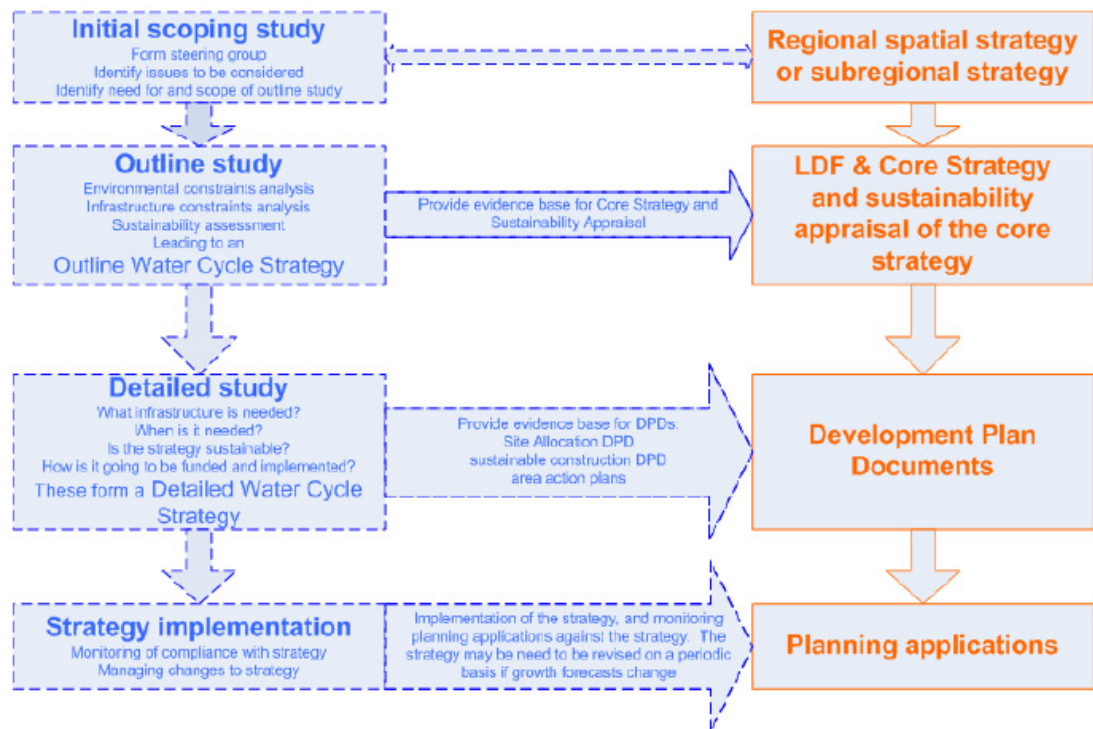 Initial scoping study
Form steering group
Identify issues to be considered
Identify need for and scope of outline study
Regional spatial strategy
or subregional strategy
Outline study
Environmental constraints analysis
Infrastructure constraints analysis
Sustainability assessment
Leading to an
Outline Water Cycle Strategy
Provide evidence base for Core Strategy and
Sustainability Appraisal
LDF & Core Strategy
and sustainability
appraisal of the core
strategy
Detailed study
What infrastructure is needed?
When is it needed?
Is the strategy sustainable?
How is it going to be funded and implemented?
These form a Detailed Water Cycle
Strategy
Provide evidence base for DPDs:
Site Allocation DPD
sustainable construction DPD
area action plans
Development Plan
Documents
Strategy implementation
Monitoring of compliance with strategy
Managing changes to strategy
Implementation of the strategy, and monitoring
planning applications against the strategy. The
strategy may be need to be revised on a periodic
basis if growth forecasts change
Planning applications